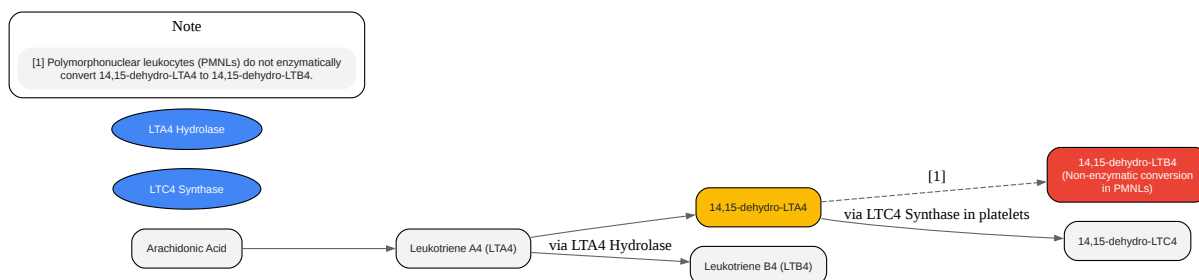 Note
[1] Polymorphonuclear leukocytes (PMNLs) do not enzymatically
convert 14,15-dehydro-LTA4 to 14,15-dehydro-LTB4.
LTA4 Hydrolase
LTC4 Synthase
Arachidonic Acid
Leukotriene A4 (LTA4)
via LTA4 Hydrolase
14,15-dehydro-LTA4
Leukotriene B4 (LTB4)
[1]
via LTC4 Synthase in platelets
14,15-dehydro-LTB4
(Non-enzymatic conversion
in PMNLs)
14,15-dehydro-LTC4